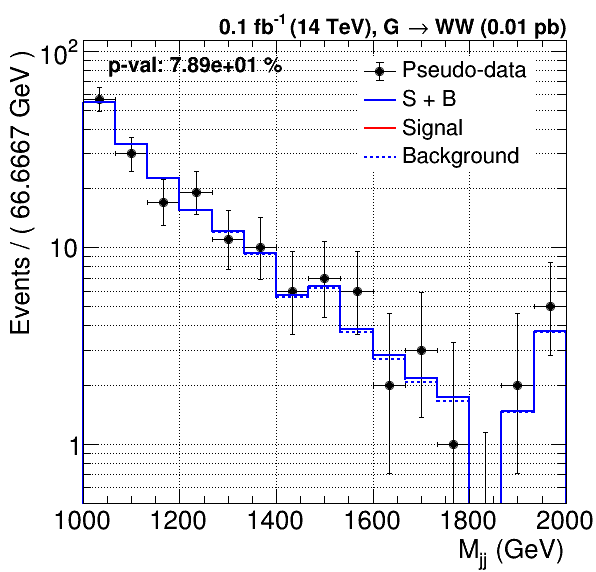 0.1 fb⁻¹ (14 TeV), G → WW (0.01 pb)
10²
p-val: 7.89e+01 %
Pseudo-data
S + B
Signal
Background
Events / ( 66.6667 GeV )
10
1
1000 1200 1400 1600 1800 2000
M_jj (GeV)